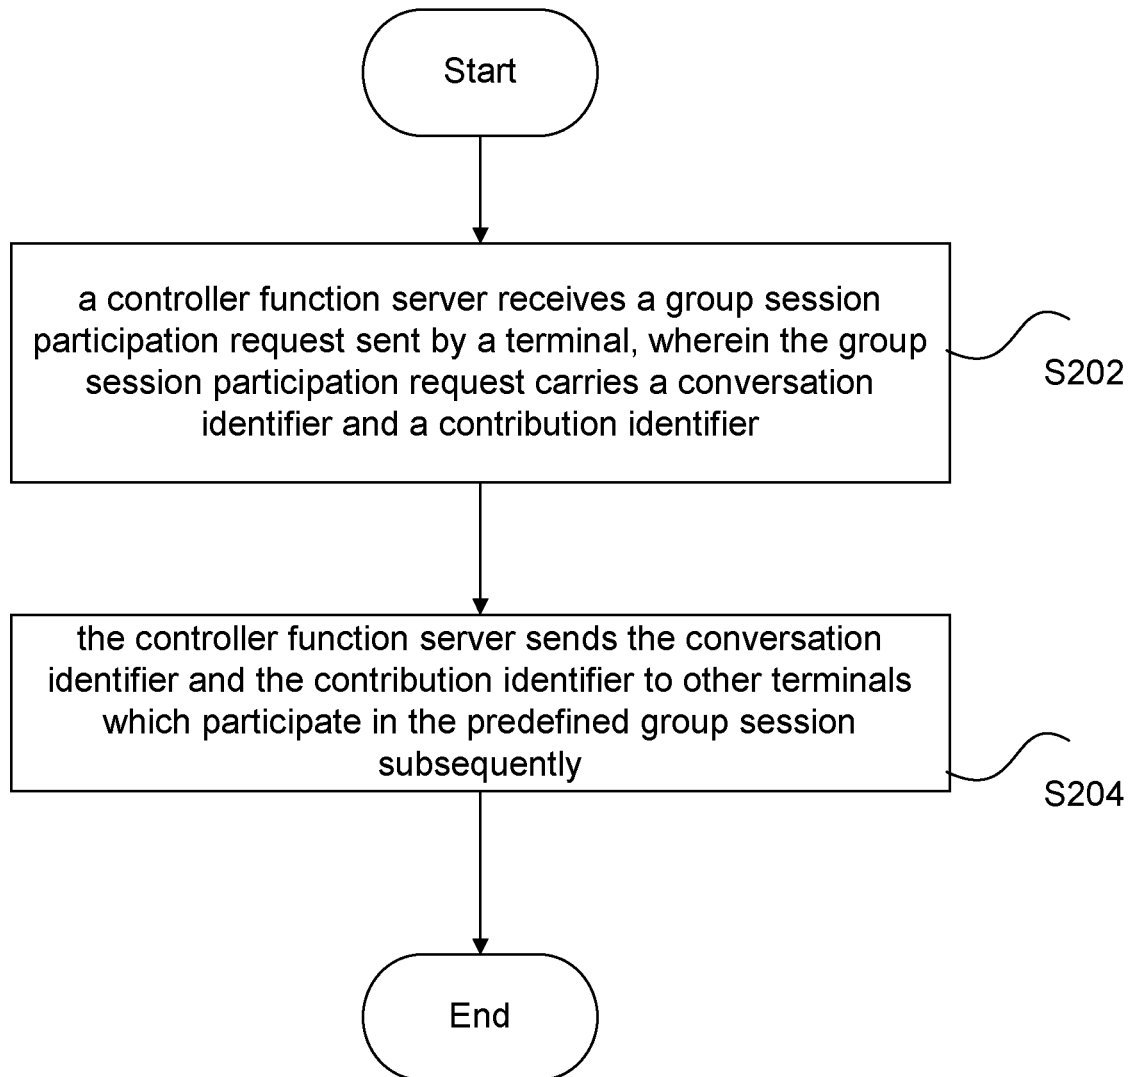 Start
a controller function server receives a group session
participation request sent by a terminal, wherein the group
session participation request carries a conversation
identifier and a contribution identifier
S202
the controller function server sends the conversation
identifier and the contribution identifier to other terminals
which participate in the predefined group session
subsequently
S204
End